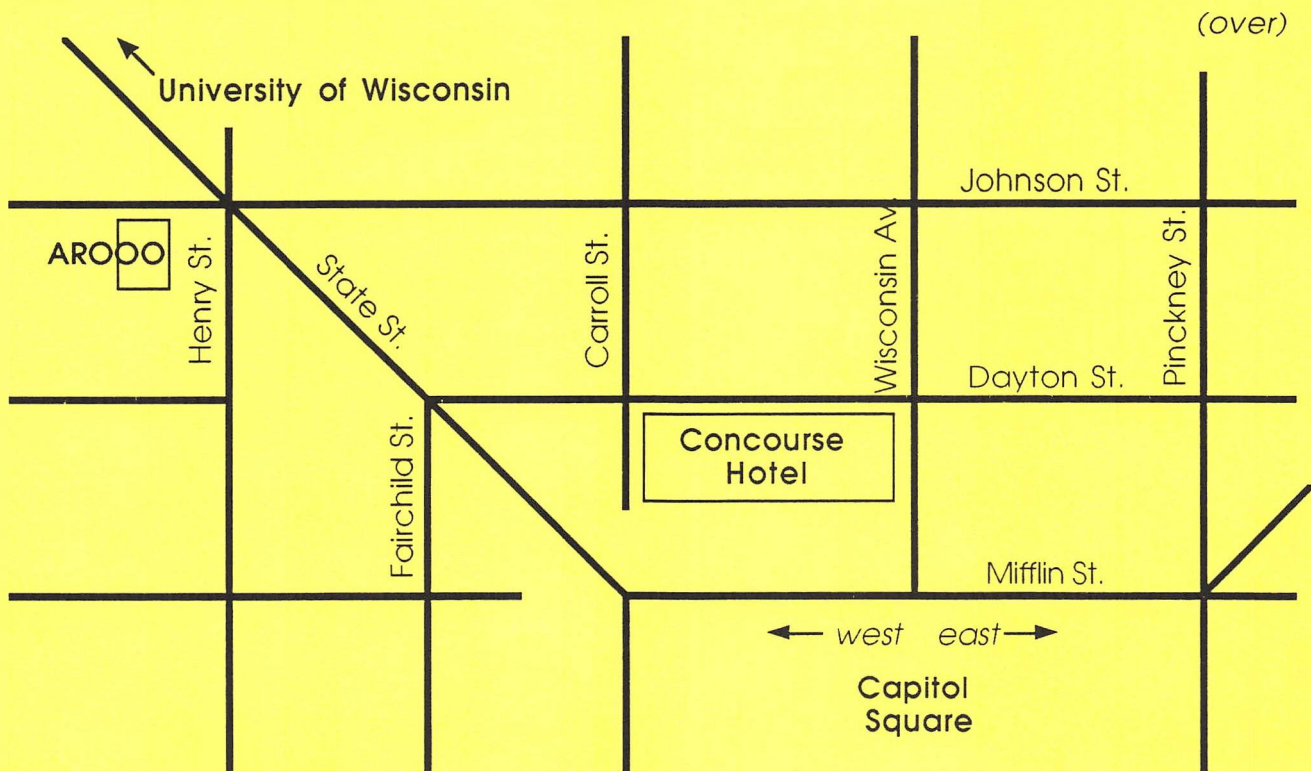 (over)
University of Wisconsin
Johnson St.
AROOO
Henry St.
State St.
Carroll St.
Wisconsin Av.
Pinckney St.
Dayton St.
Fairchild St.
Concourse
Hotel
Mifflin St.
west east
Capitol
Square